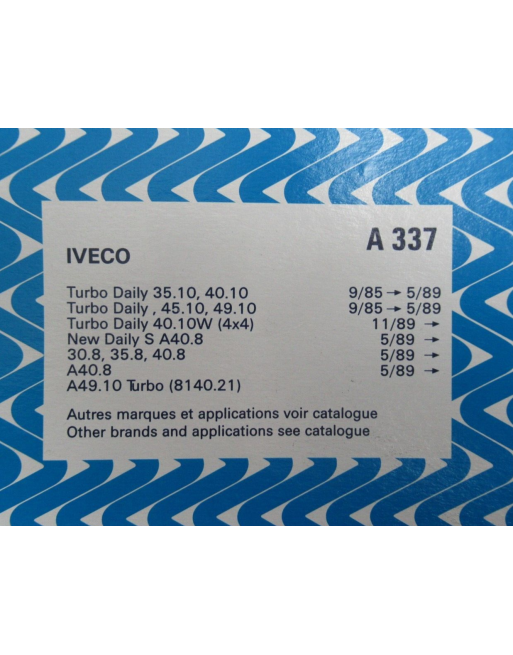 A 337
IVECO
Turbo Daily 35.10, 40.10 9/85 → 5/89
Turbo Daily , 45.10, 49.10 9/85 → 5/89
Turbo Daily 40.10W (4x4) 11/89 →
New Daily S A40.8 5/89 →
30.8, 35.8, 40.8 5/89 →
A40.8 5/89 →
A49.10 Turbo (8140.21)
Autres marques et applications voir catalogue
Other brands and applications see catalogue